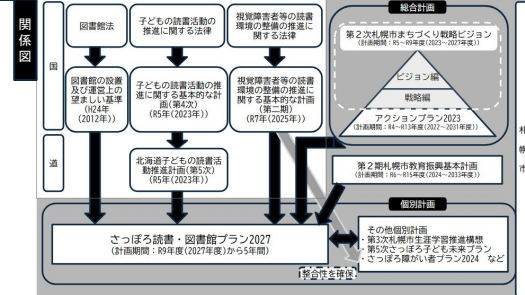 関係図
国
図書館法
子どもの読書活動の
推進に関する法律
視覚障害者等の読書
環境の整備の推進に
関する法律
図書館の設置
及び運営上の
望ましい基準
(H24年
(2012年))
子どもの読書活動の推
進に関する基本的な計
画(第4次)
(R5年(2023年))
視覚障害者等の読書
環境の整備の推進に
関する基本的な計画
(第二期)
(R7年(2025年))
道
北海道子どもの読書活
動推進計画(第5次)
(R5年(2023年))
総合計画
第2次札幌市まちづくり戦略ビジョン
(計画期間:R5~R9年度(2023~2027年度))
ビジョン編
戦略編
アクションプラン2023
(計画期間:R4~R13年度(2022~2031年度))
第2期札幌市教育振興基本計画
(計画期間:R6~R15年度(2024~2033年度))
札幌市
個別計画
さっぽろ読書・図書館プラン2027
(計画期間:R9年度(2027年度)から5年間)
整合性を確保
その他個別計画
・第3次札幌市生涯学習推進構想
・第5次さっぽろ子ども未来プラン
・さっぽろ障がい者プラン2024 など